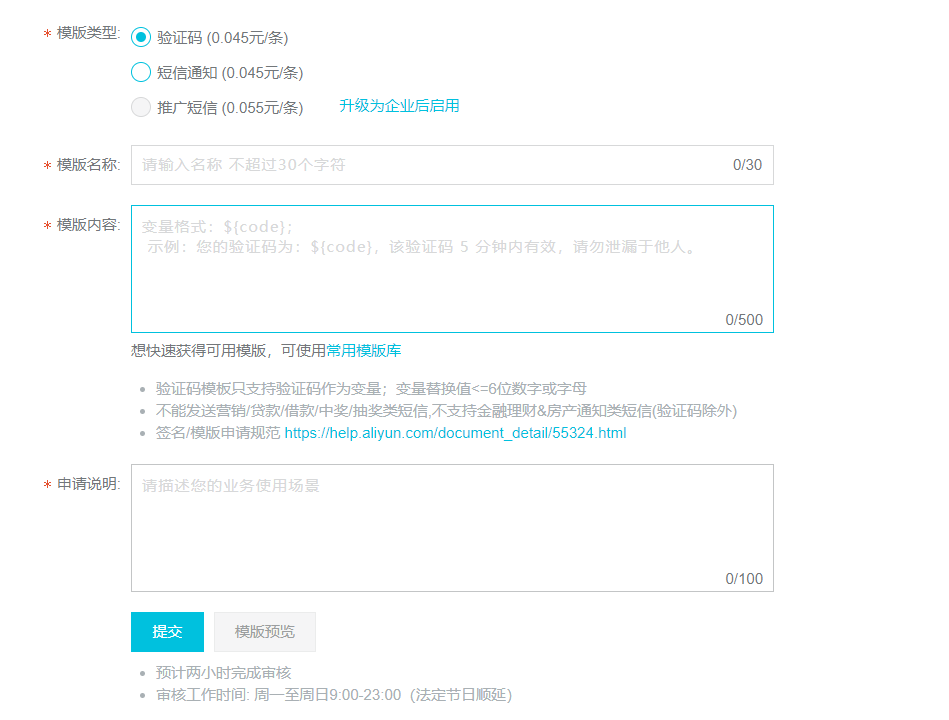 * 模版类型: 验证码 (0.045元/条)
短信通知 (0.045元/条)
推广短信 (0.055元/条) 升级为企业后启用
* 模版名称: 请输入名称 不超过30个字符 0/30
* 模版内容: 变量格式：${code};
示例：您的验证码为：${code}，该验证码 5 分钟内有效，请勿泄漏于他人。
0/500
想快速获得可用模版，可使用常用模版库
• 验证码模板只支持验证码作为变量；变量替换值<=6位数字或字母
• 不能发送营销/贷款/借款/中奖/抽奖类短信,不支持金融理财&房产通知类短信(验证码除外)
• 签名/模版申请规范 https://help.aliyun.com/document_detail/55324.html
* 申请说明: 请描述您的业务使用场景
0/100
提交 模版预览
• 预计两小时完成审核
• 审核工作时间: 周一至周日9:00-23:00（法定节日顺延）